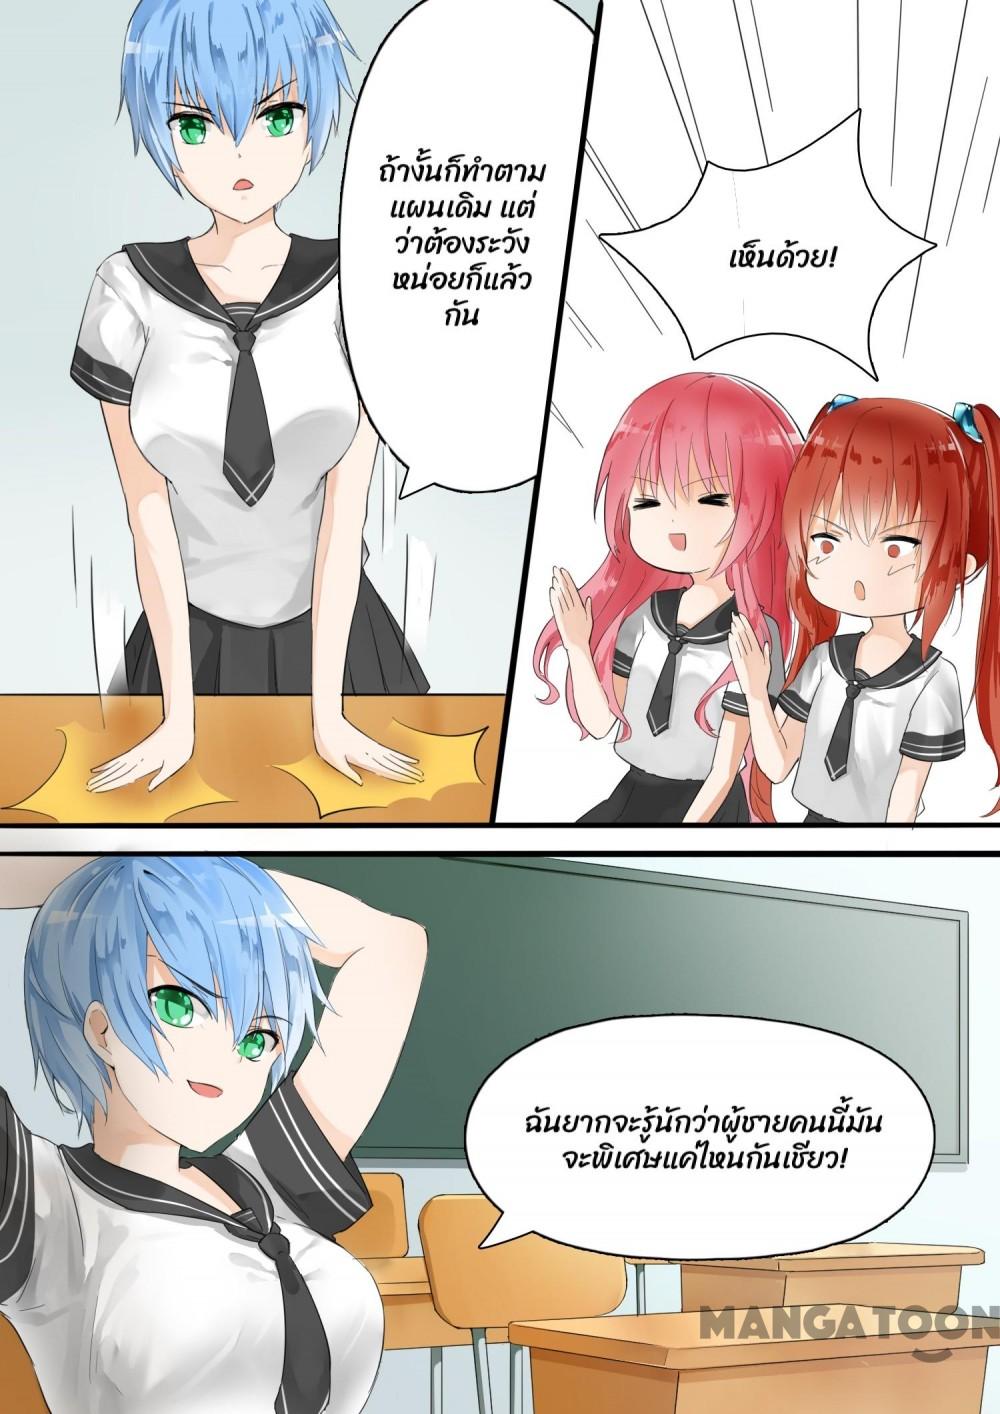 ถ้างั้นก็ทำตาม
แผนเดิม แต่
ว่าต้องระวัง
หน่อยก็แล้ว
กัน
เห็นด้วย!
ฉันยากจะรู้นักว่าผู้ชายคนนี้มัน
จะพิเศษแค่ไหนกันเชียว!
MANGATOON